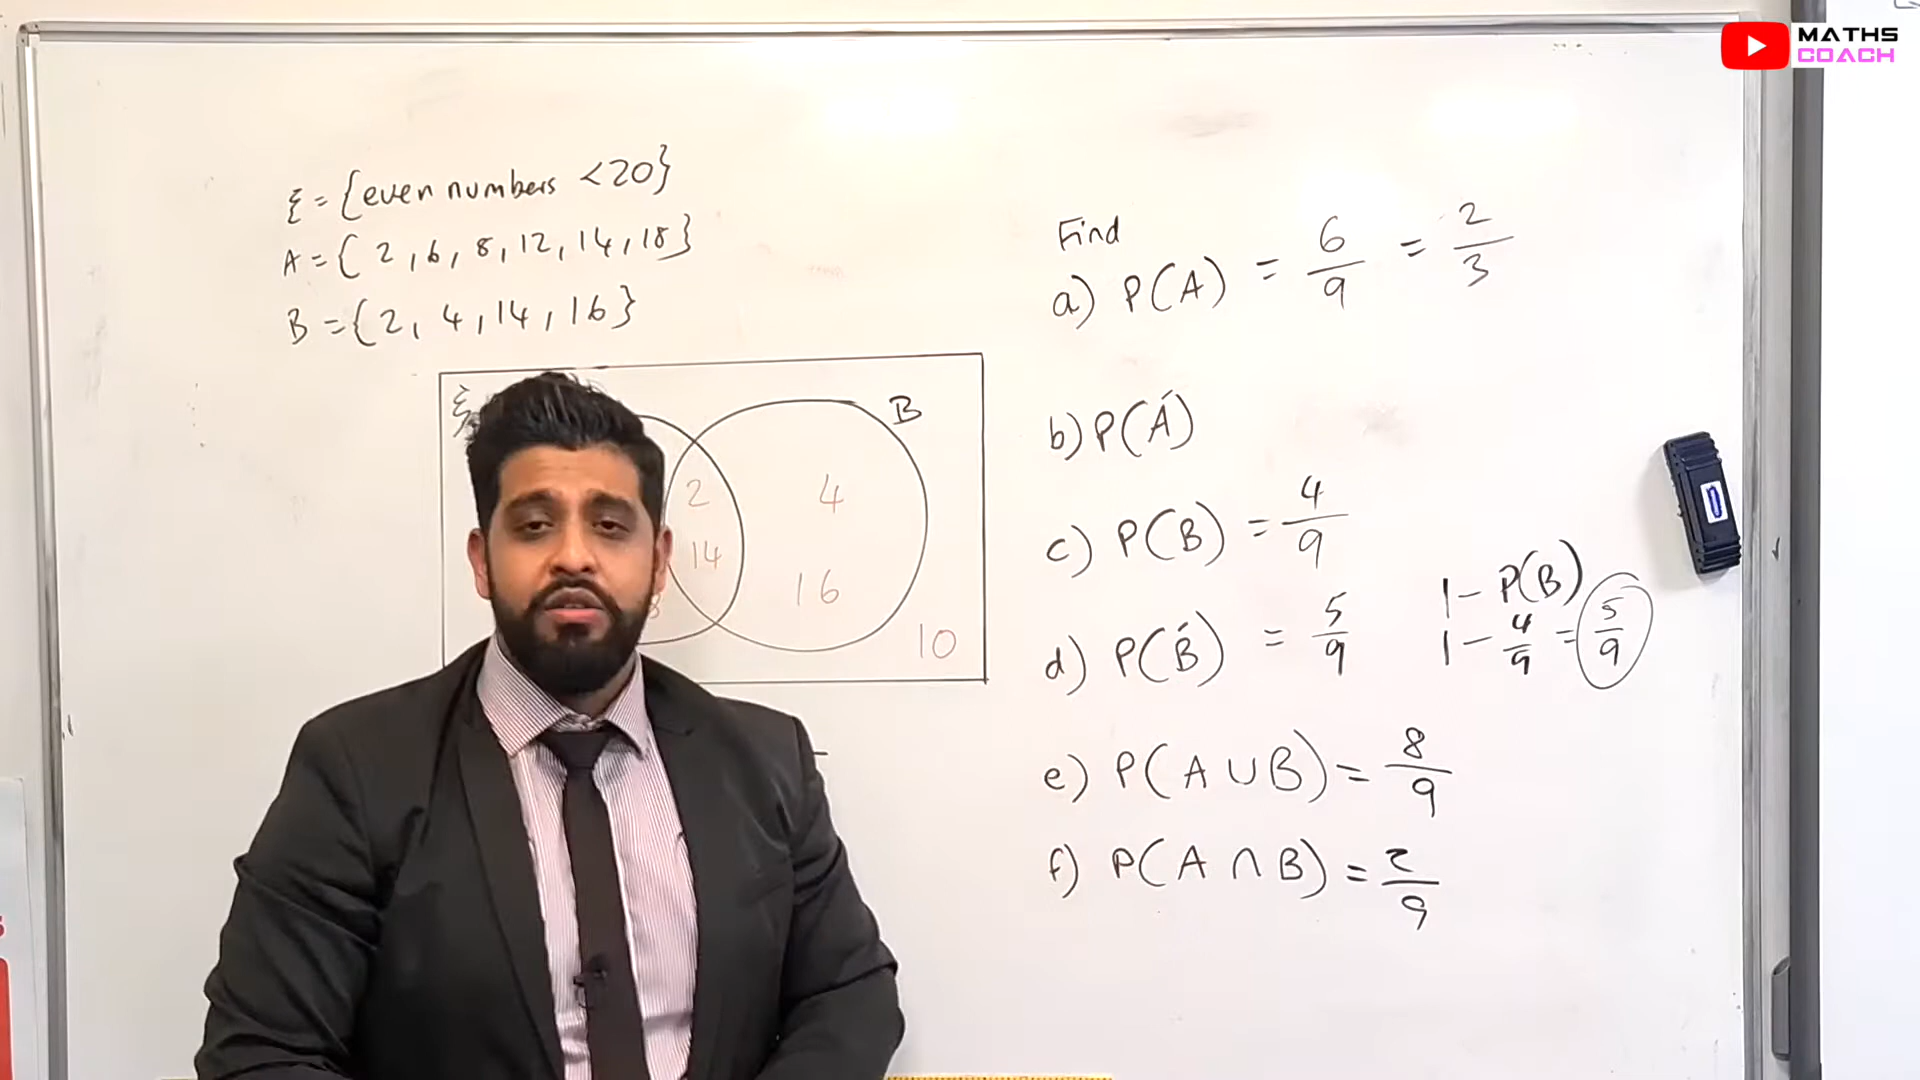 MATHS
COACH
ξ = {even numbers <20}
A = { 2, 6, 8, 12, 14, 18}
B = {2, 4, 14, 16}
ξ
B
2
4
14
16
8
10
Find
a) P(A) = 6/9 = 2/3
b) P(A')
c) P(B) = 4/9
d) P(B') = 5/9
1 - P(B)
1 - 4/9 = 5/9
e) P(A ∪ B) = 8/9
f) P(A ∩ B) = 2/9